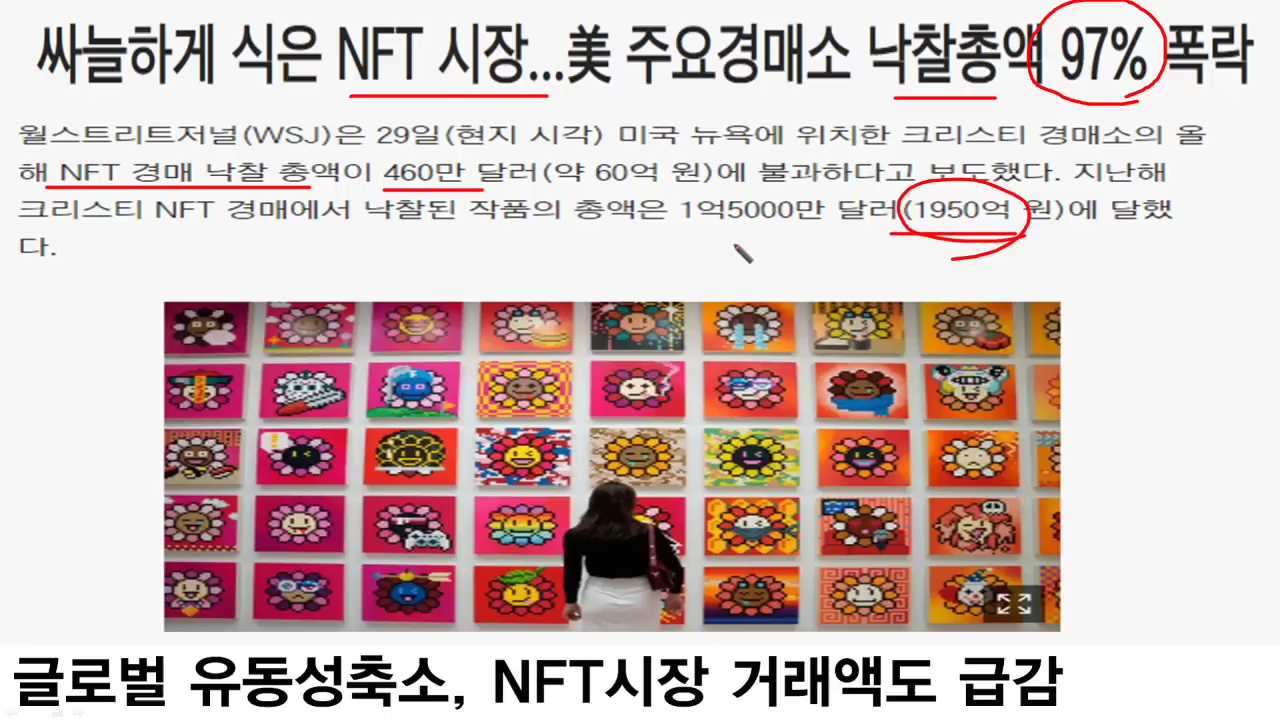 싸늘하게 식은 NFT 시장...美 주요경매소 낙찰총액 97% 폭락
월스트리트저널(WSJ)은 29일(현지 시각) 미국 뉴욕에 위치한 크리스티 경매소의 올
해 NFT 경매 낙찰 총액이 460만 달러(약 60억 원)에 불과하다고 보도했다. 지난해
크리스티 NFT 경매에서 낙찰된 작품의 총액은 1억5000만 달러(1950억 원)에 달했
다.
글로벌 유동성축소, NFT시장 거래액도 급감